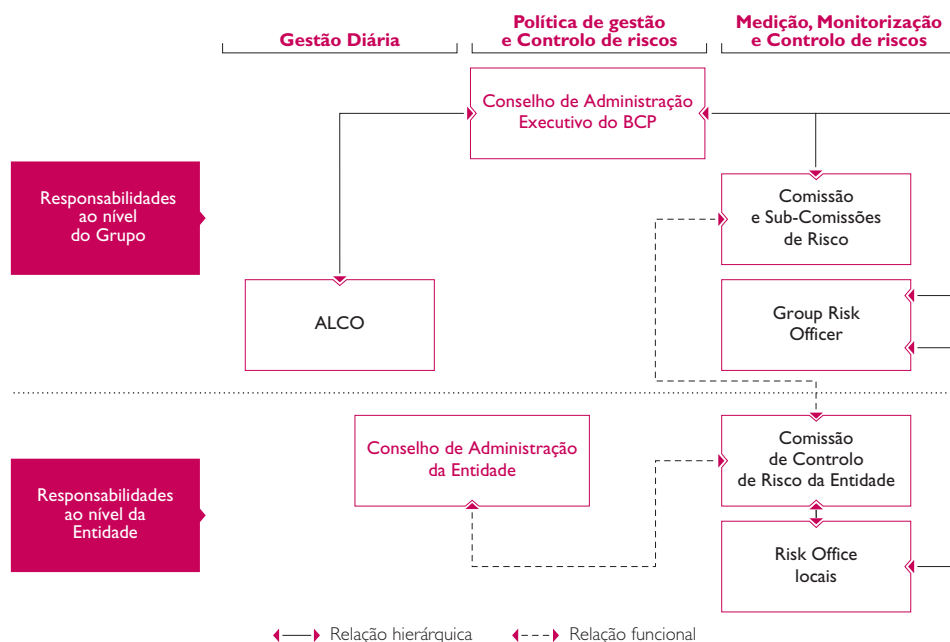 Gestão Diária
Política de gestão
e Controlo de riscos
Medição, Monitorização
e Controlo de riscos
Conselho de Administração
Executivo do BCP
Responsabilidades
ao nível
do Grupo
Comissão
e Sub-Comissões
de Risco
ALCO
Group Risk
Officer
Responsabilidades
ao nível da
Entidade
Conselho de Administração
da Entidade
Comissão
de Controlo
de Risco da Entidade
Risk Office
locais
Relação hierárquica
Relação funcional